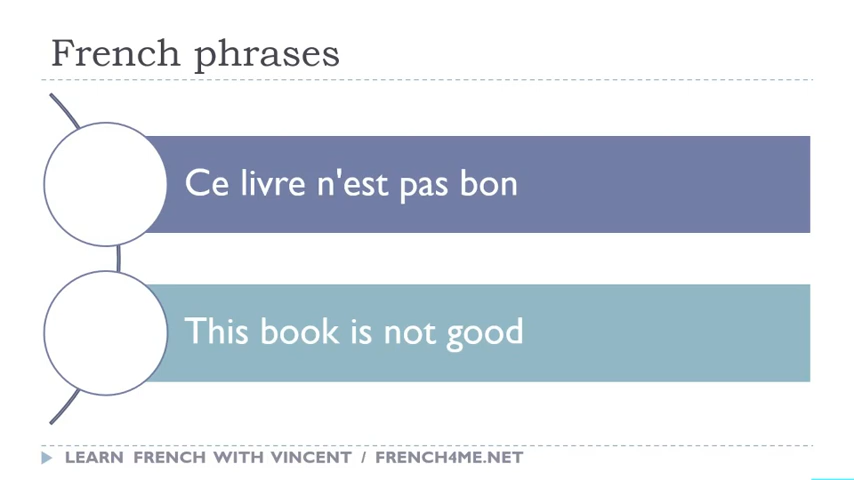 French phrases
Ce livre n'est pas bon
This book is not good
LEARN FRENCH WITH VINCENT / FRENCH4ME.NET